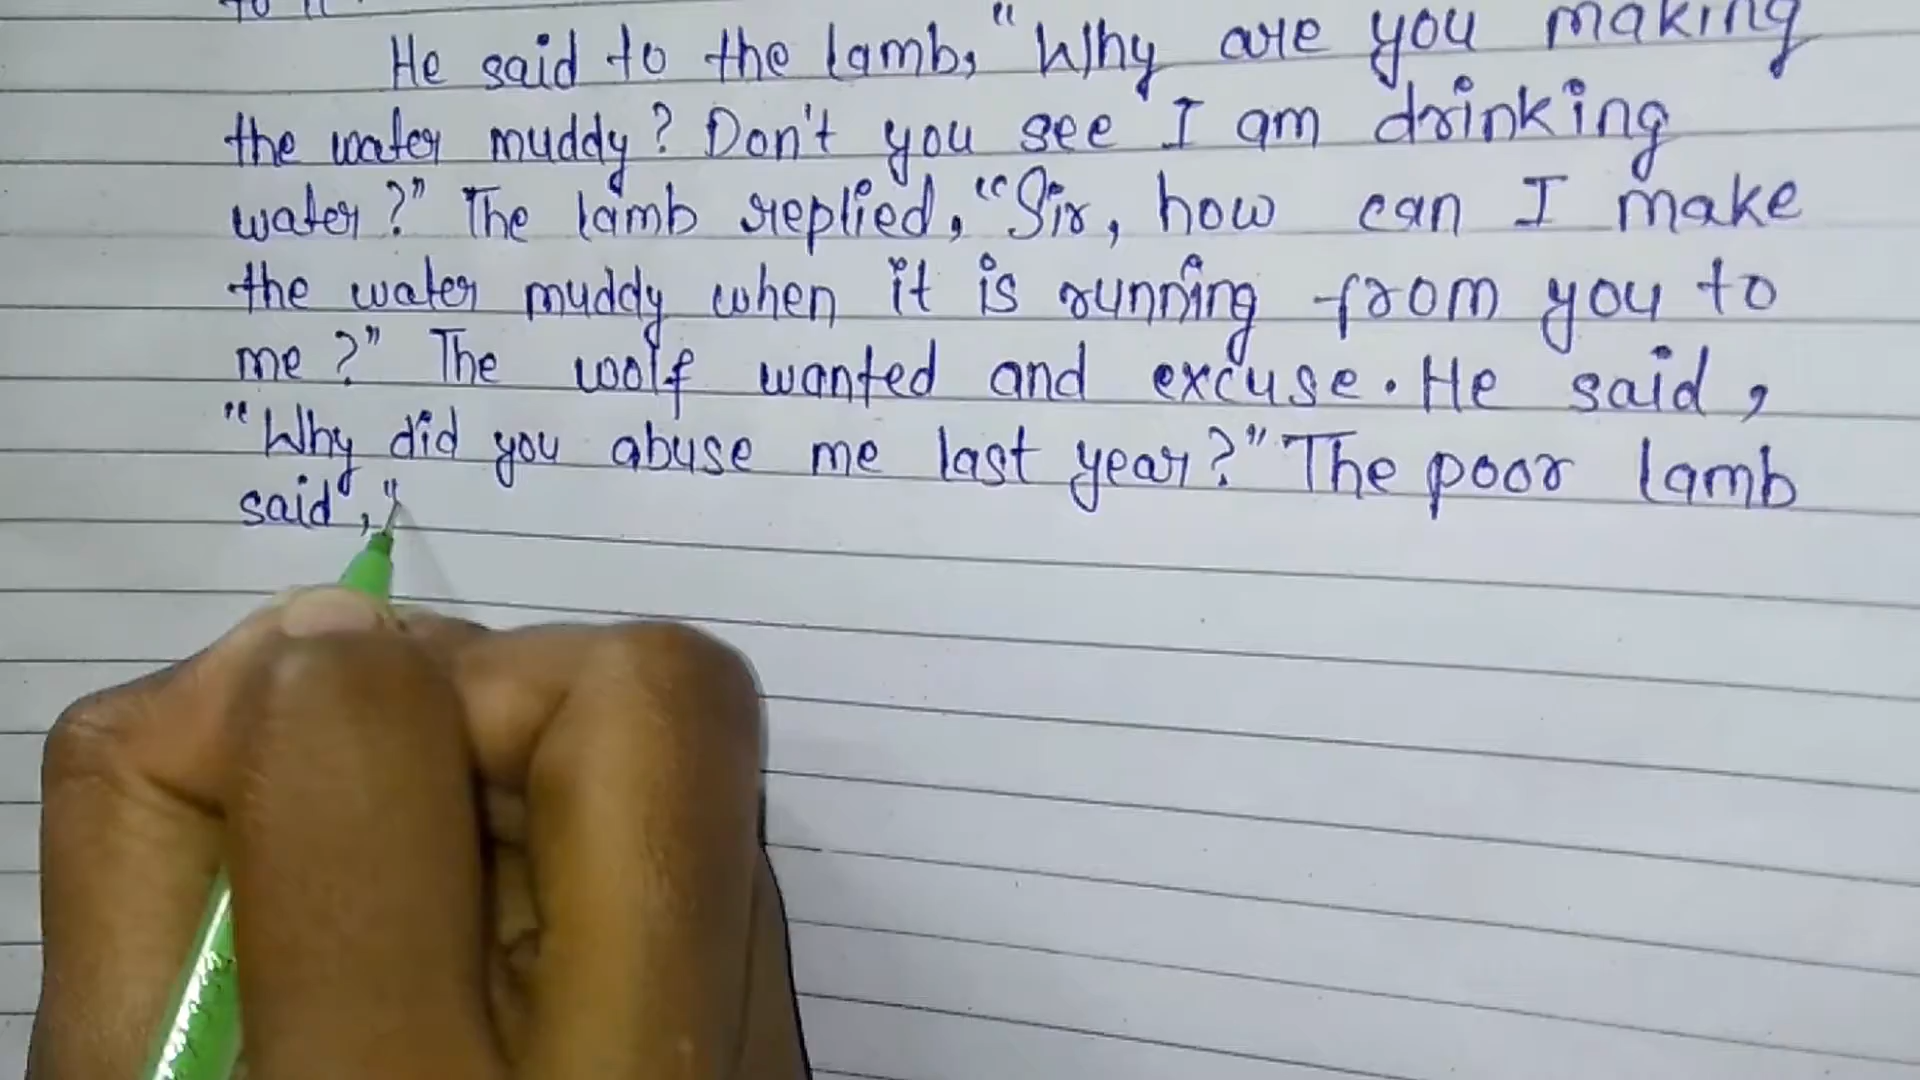 He said to the lamb, "Why are you making
the water muddy? Don't you see I am drinking
water?" The lamb replied, "Sir, how can I make
the water muddy when it is running from you to
me?" The woolf wanted and excuse. He said,
"Why did you abuse me last year?" The poor lamb
said, "